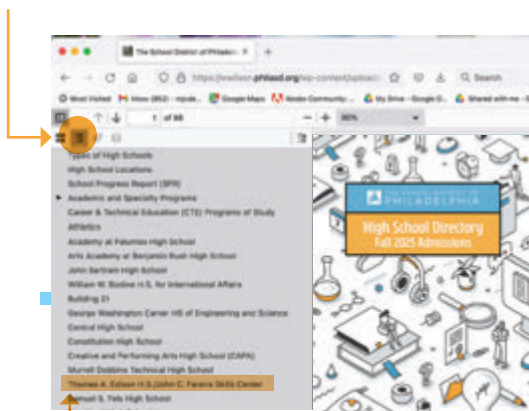 The School District of Philadelp
https://wwilson.philasd.org/wp-content/upload
Search
Most Visited
Google Maps
Adobe Community
My Drive - Google D
Shared with me - G
1 of 88
90%
Types of High Schools
High School Locations
School Progress Report (SPR)
Academic and Specialty Programs
Career & Technical Education (CTE) Programs of Study
Athletics
Academy at Palumbo High School
Arts Academy at Benjamin Rush High School
John Bartram High School
William W. Bodine H.S. for International Affairs
Building 21
George Washington Carver HS of Engineering and Science
Central High School
Constitution High School
Creative and Performing Arts High School (CAPA)
Murrell Dobbins Technical High School
Thomas A. Edison H.S./John C. Fareira Skills Center
Samuel S. Fels High School
THE SCHOOL DISTRICT OF
PHILADELPHIA
High School Directory
Fall 2025 Admissions